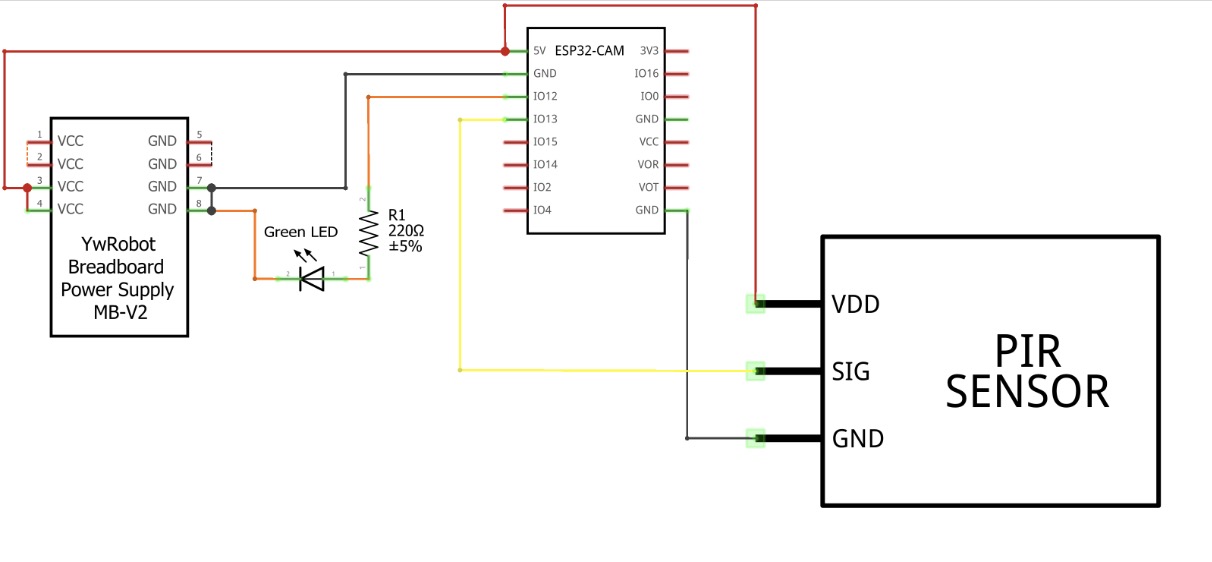 5V ESP32-CAM 3V3
GND IO16
IO12 IO0
IO13 GND
IO15 VCC
IO14 VOR
IO2 VOT
IO4 GND
1 VCC GND 5
2 VCC GND 6
3 VCC GND 7
4 VCC GND 8
YwRobot
Breadboard
Power Supply
MB-V2
Green LED
2 1
2
R1
220Ω
±5%
1
VDD
SIG
GND
PIR
SENSOR